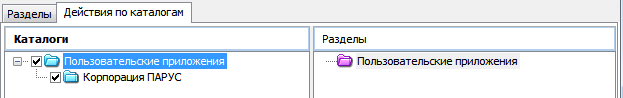 Разделы Действия по каталогам
Каталоги Разделы
Пользовательские приложения Пользовательские приложения
Корпорация ПАРУС